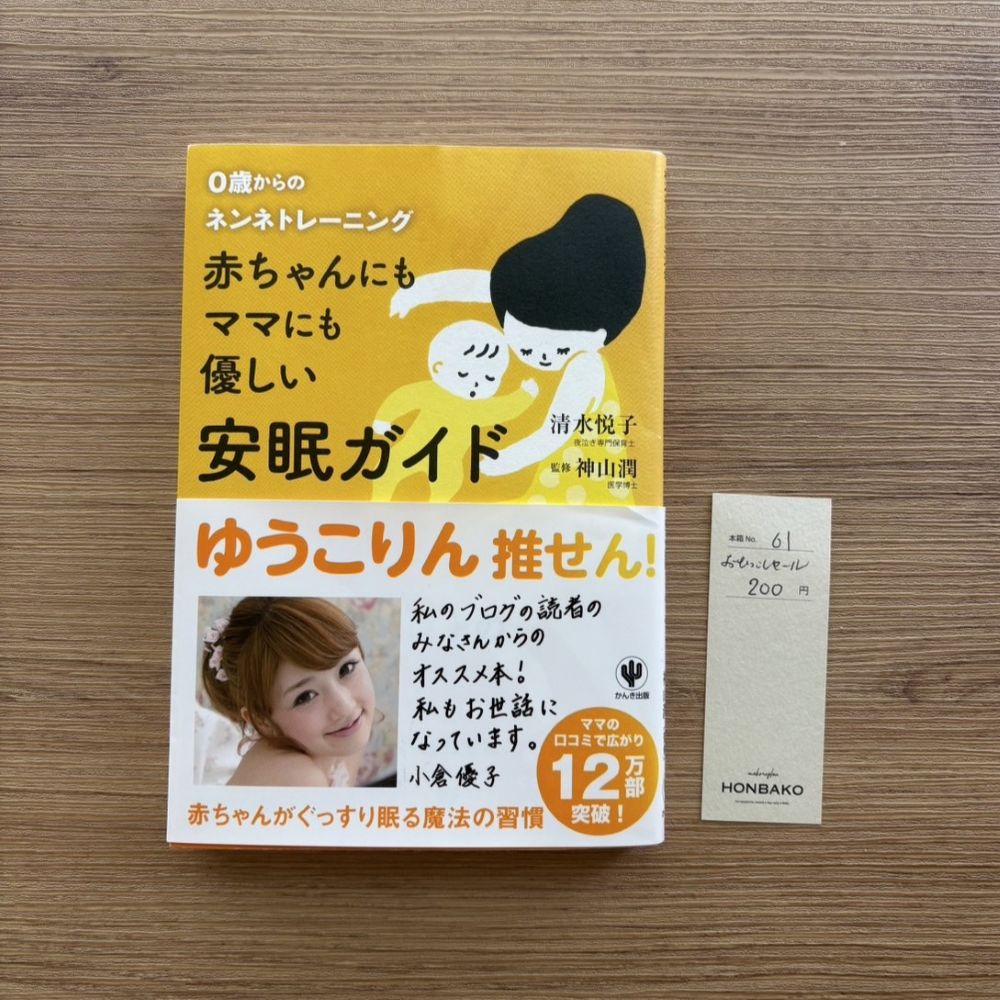 0歳からの
ネンネトレーニング
赤ちゃんにも
ママにも
優しい
安眠ガイド
清水悦子
夜泣き専門保育士
監修 神山潤
医学博士
ゆうこりん 推せん!
私のブログの読者の
みなさんからの
オススメ本!
私もお世話に
なっています。
小倉優子
かんき出版
ママの
口コミで広がり
12万部
突破!
赤ちゃんがぐっすり眠る魔法の習慣
本箱 No. 61
おもっこしセール
200 円
HONBAKO